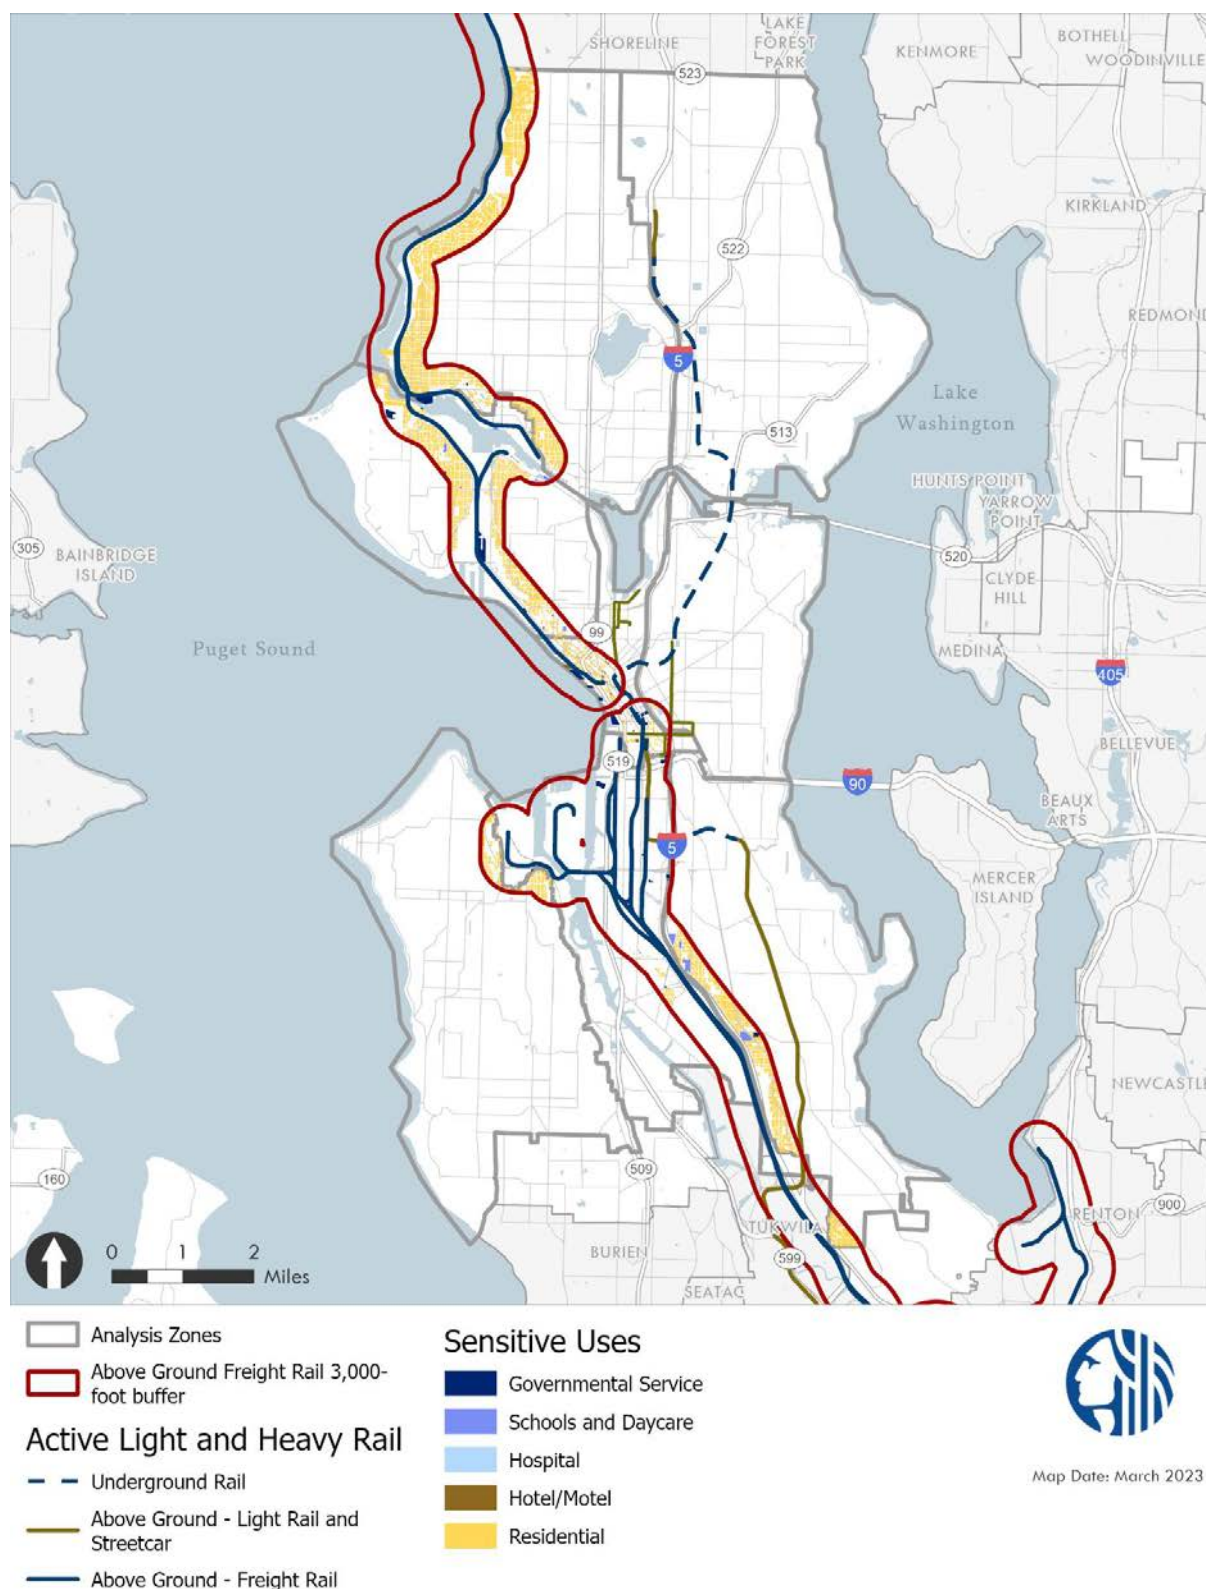 SHORELINE
LAKE
FOREST
PARK
BOTHELL
KENMORE
WOODINVILLE
523
KIRKLAND
522
REDMOND
5
Lake
Washington
513
HUNTS POINT
YARROW
POINT
305
BAINBRIDGE
ISLAND
520
CLYDE
HILL
99
Puget Sound
MEDINA
405
BELLEVUE
519
90
BEAUX
ARTS
5
MERCER
ISLAND
NEWCASTLE
160
509
RENTON
900
TUKWILA
BURIEN
599
SEATAC
0 1 2
Miles
Analysis Zones
Above Ground Freight Rail 3,000-
foot buffer
Active Light and Heavy Rail
Underground Rail
Above Ground - Light Rail and
Streetcar
Above Ground - Freight Rail
Sensitive Uses
Governmental Service
Schools and Daycare
Hospital
Hotel/Motel
Residential
Map Date: March 2023